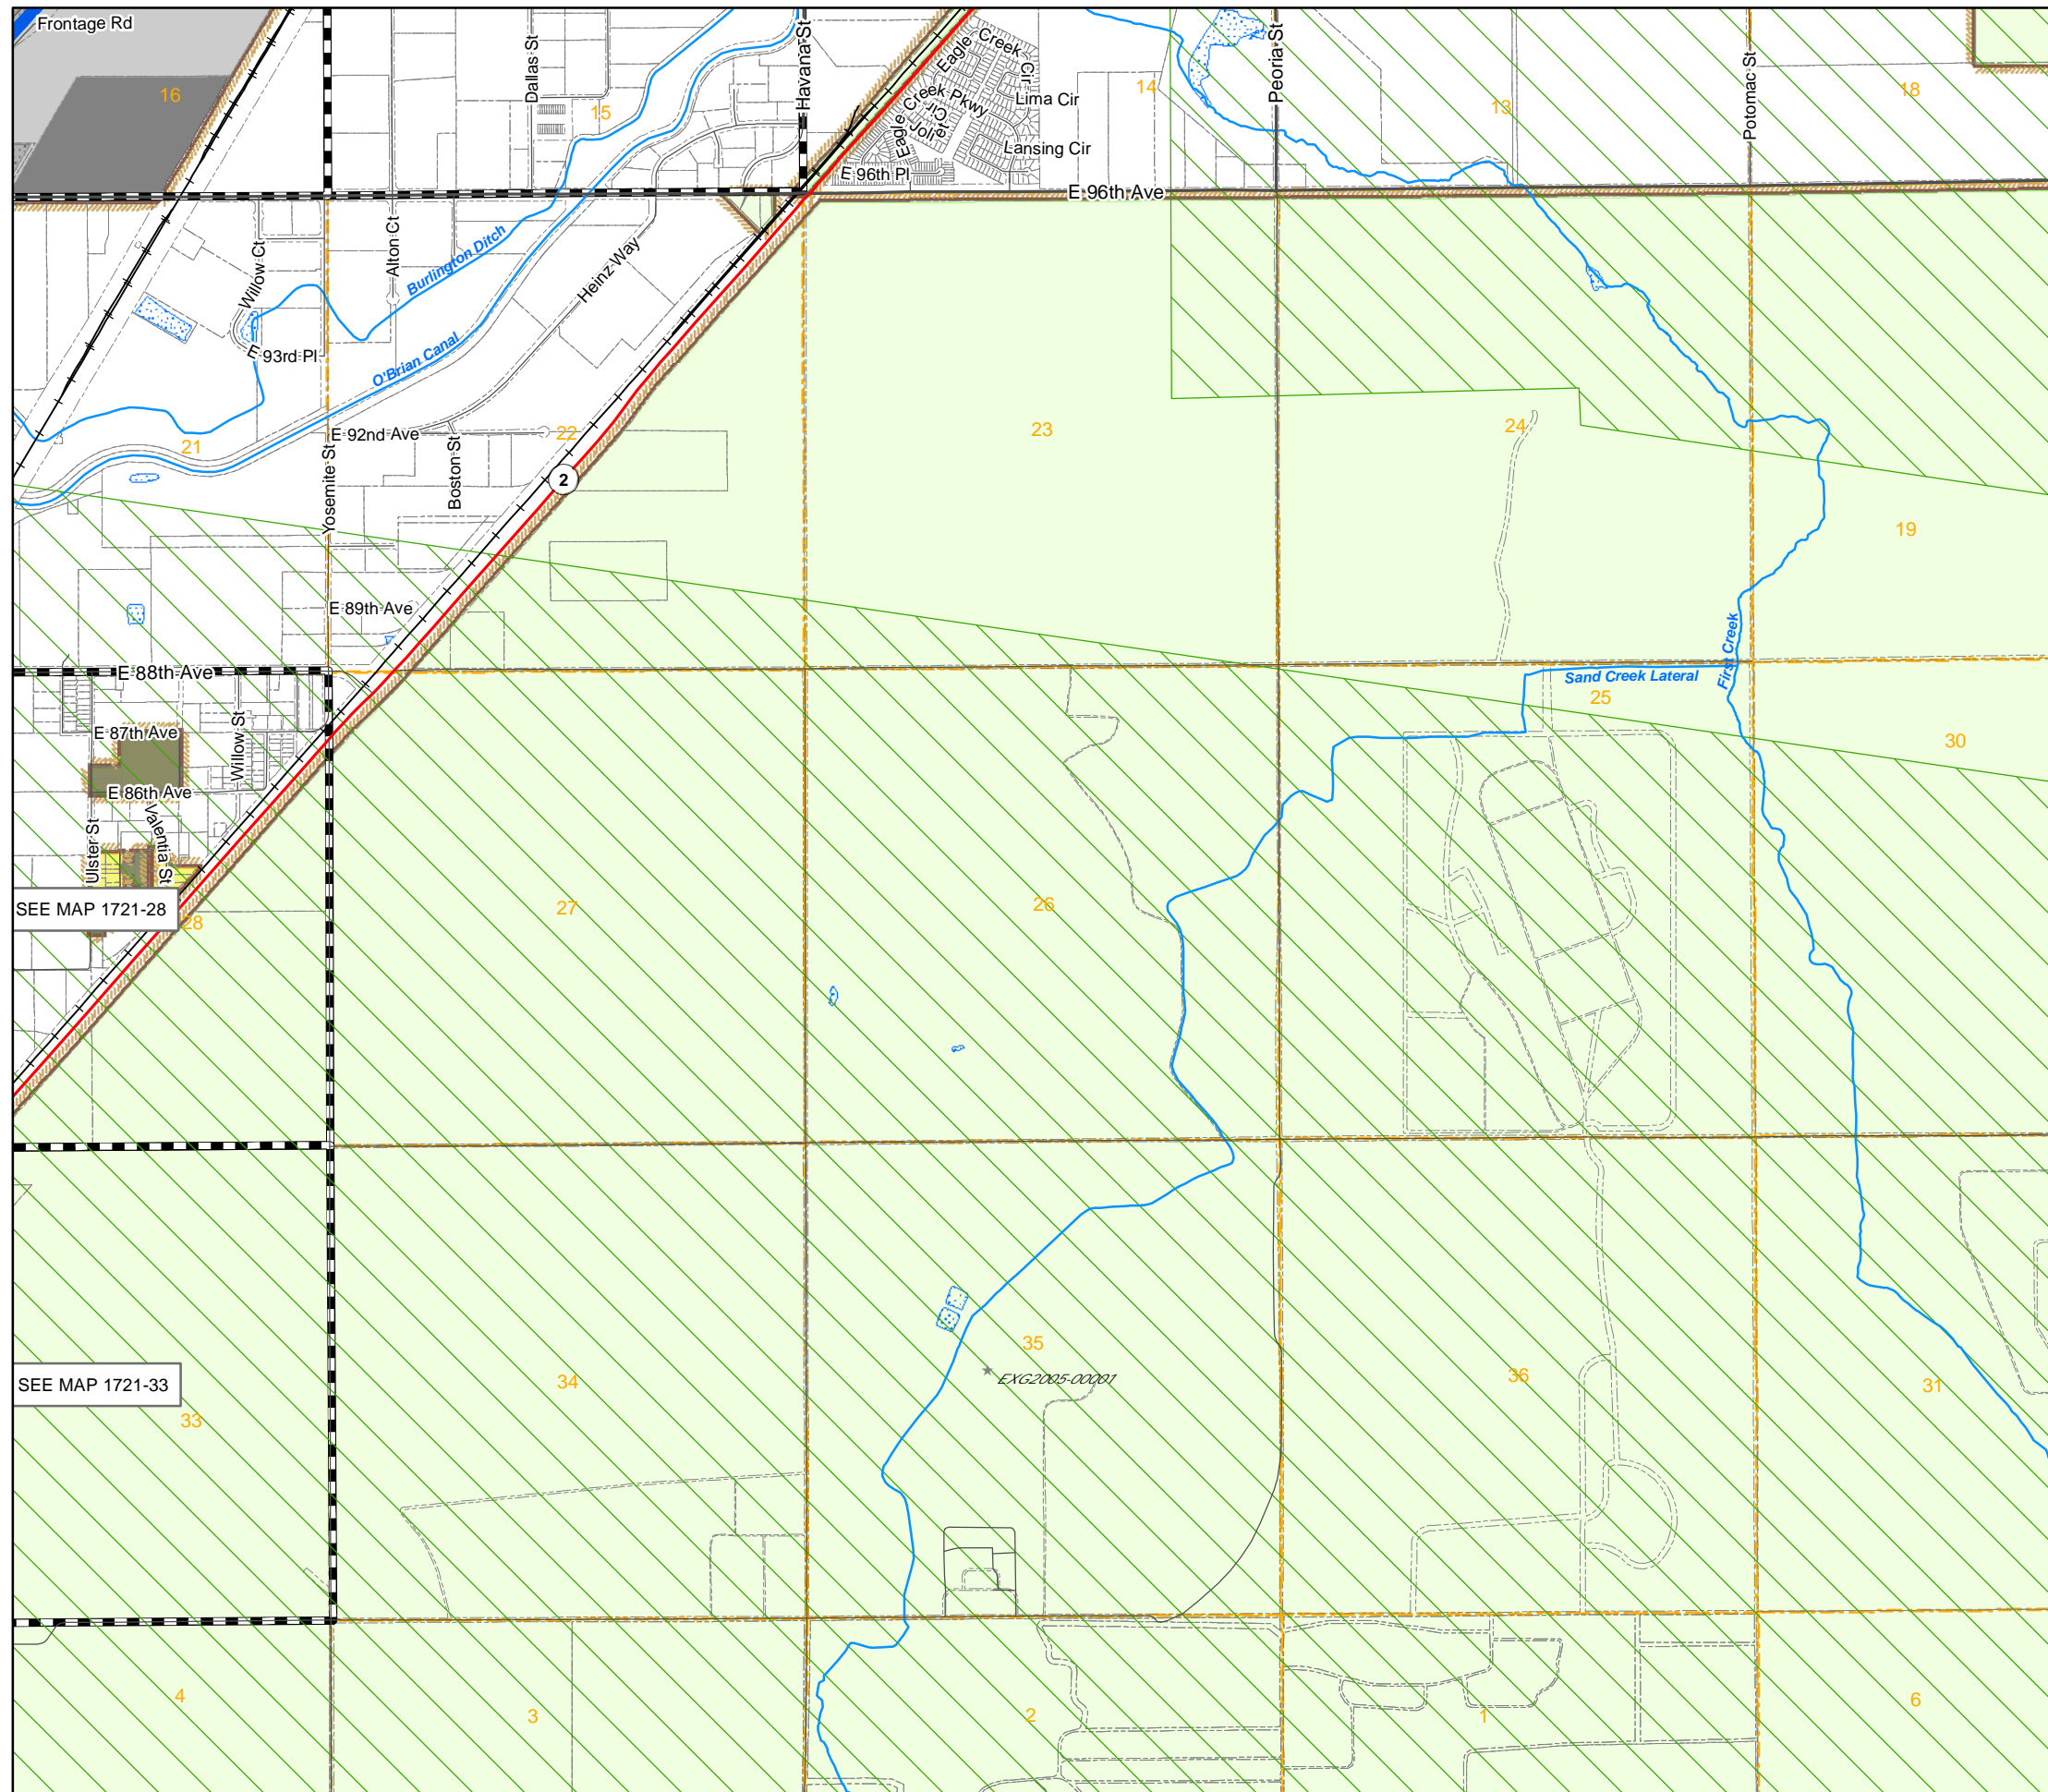 Frontage Rd
16
Dallas St
15
Havana St
Eagle Creek Cir
Eagle Creek Pkwy
Joliet Cir
Lima Cir
Lansing Cir
E 96th Pl
14
Peoria St
13
Potomac St
18
E 96th Ave
Willow Ct
Alton Ct
Burlington Ditch
Heinz Way
E 93rd Pl
O'Brian Canal
E 92nd Ave
21
22
Yosemite St
Boston St
2
23
24
19
E 89th Ave
First Creek
E 88th Ave
Sand Creek Lateral
25
30
E 87th Ave
Willow St
E 86th Ave
Valentia St
Ulster St
SEE MAP 1721-28
28
27
26
35
EXG2005-00001
SEE MAP 1721-33
33
34
36
31
4
3
2
1
6